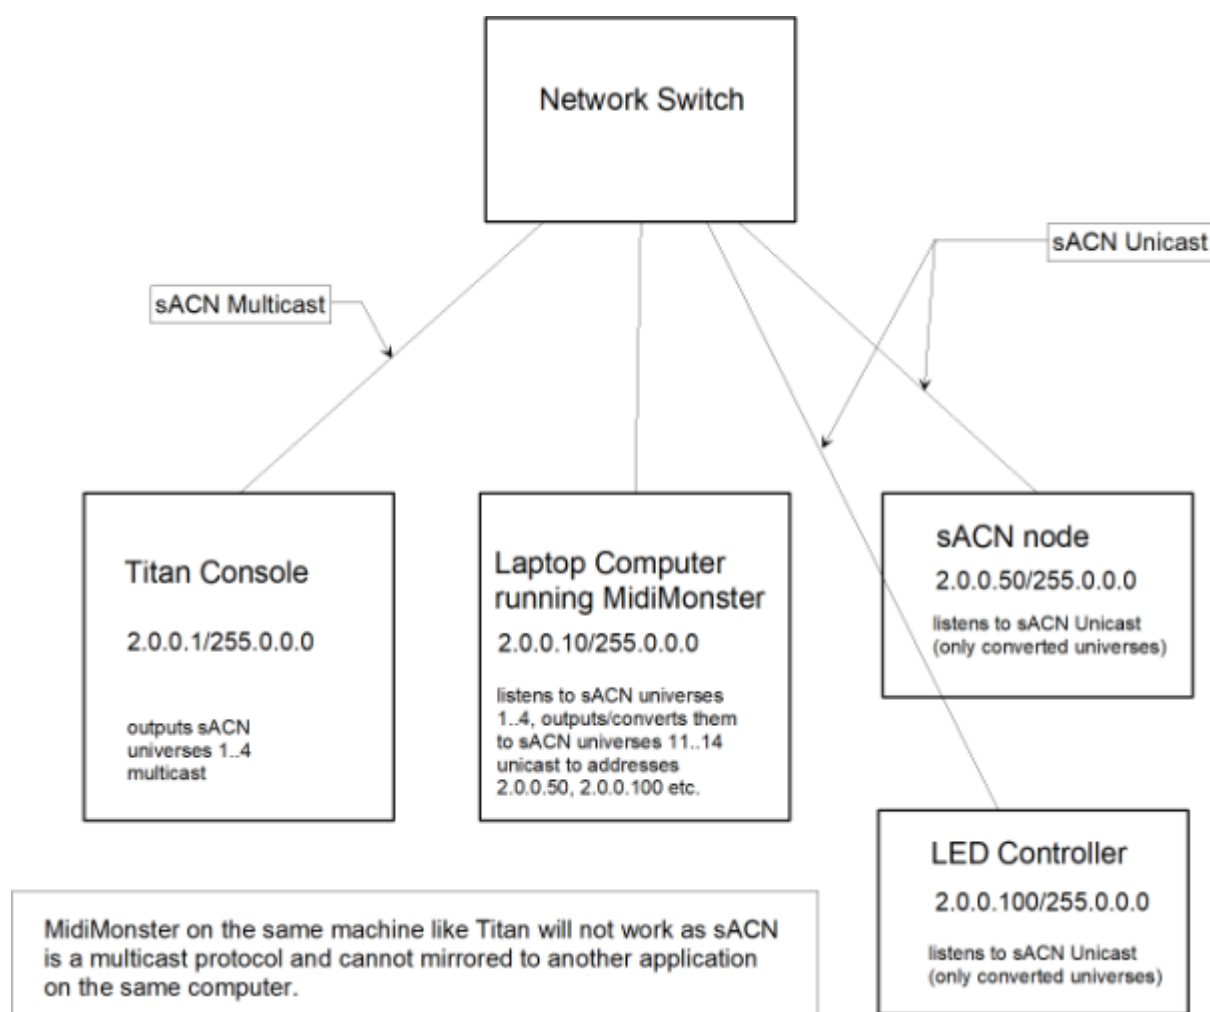 Network Switch
sACN Unicast
sACN Multicast
Titan Console
2.0.0.1/255.0.0.0
outputs sACN
universes 1..4
multicast
Laptop Computer
running MidiMonster
2.0.0.10/255.0.0.0
listens to sACN universes
1..4, outputs/converts them
to sACN universes 11..14
unicast to addresses
2.0.0.50, 2.0.0.100 etc.
sACN node
2.0.0.50/255.0.0.0
listens to sACN Unicast
(only converted universes)
LED Controller
2.0.0.100/255.0.0.0
listens to sACN Unicast
(only converted universes)
MidiMonster on the same machine like Titan will not work as sACN
is a multicast protocol and cannot mirrored to another application
on the same computer.